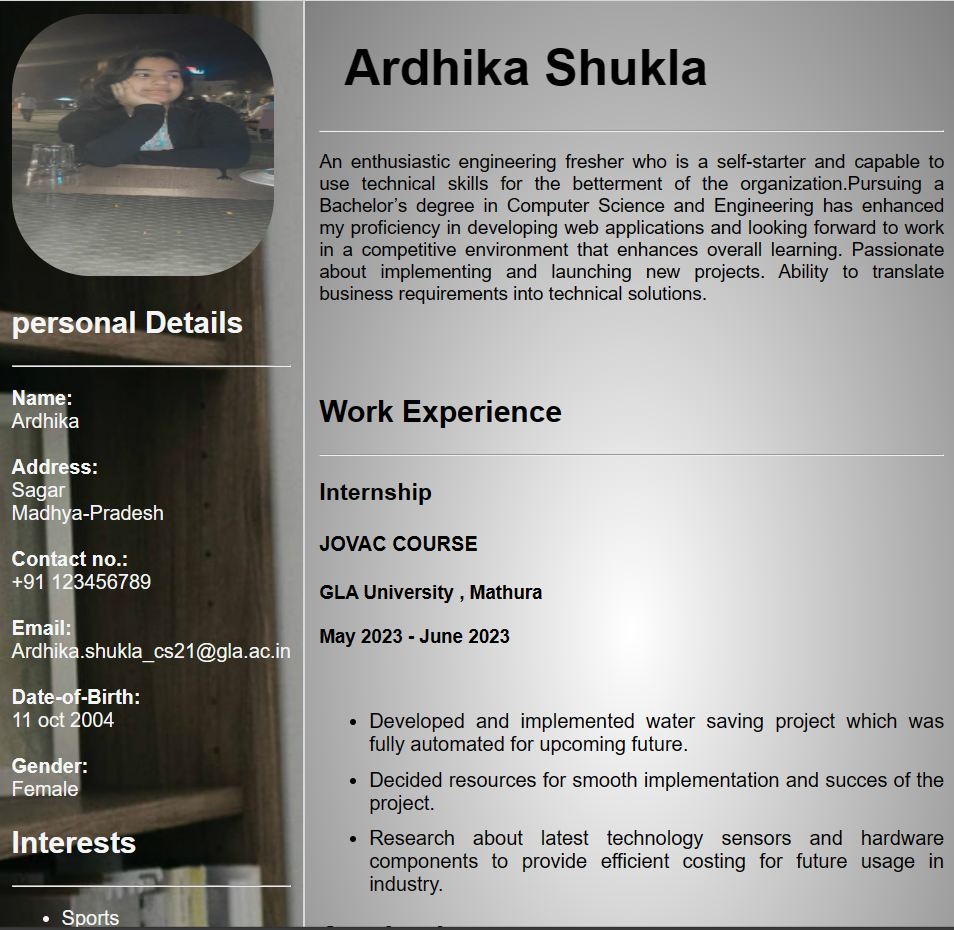 Ardhika Shukla
An enthusiastic engineering fresher who is a self-starter and capable to
use technical skills for the betterment of the organization.Pursuing a
Bachelor’s degree in Computer Science and Engineering has enhanced
my proficiency in developing web applications and looking forward to work
in a competitive environment that enhances overall learning. Passionate
about implementing and launching new projects. Ability to translate
business requirements into technical solutions.
personal Details
Name:
Ardhika
Address:
Sagar
Madhya-Pradesh
Contact no.:
+91 123456789
Email:
Ardhika.shukla_cs21@gla.ac.in
Date-of-Birth:
11 oct 2004
Gender:
Female
Interests
• Sports
Work Experience
Internship
JOVAC COURSE
GLA University , Mathura
May 2023 - June 2023
• Developed and implemented water saving project which was
fully automated for upcoming future.
• Decided resources for smooth implementation and succes of the
project.
• Research about latest technology sensors and hardware
components to provide efficient costing for future usage in
industry.